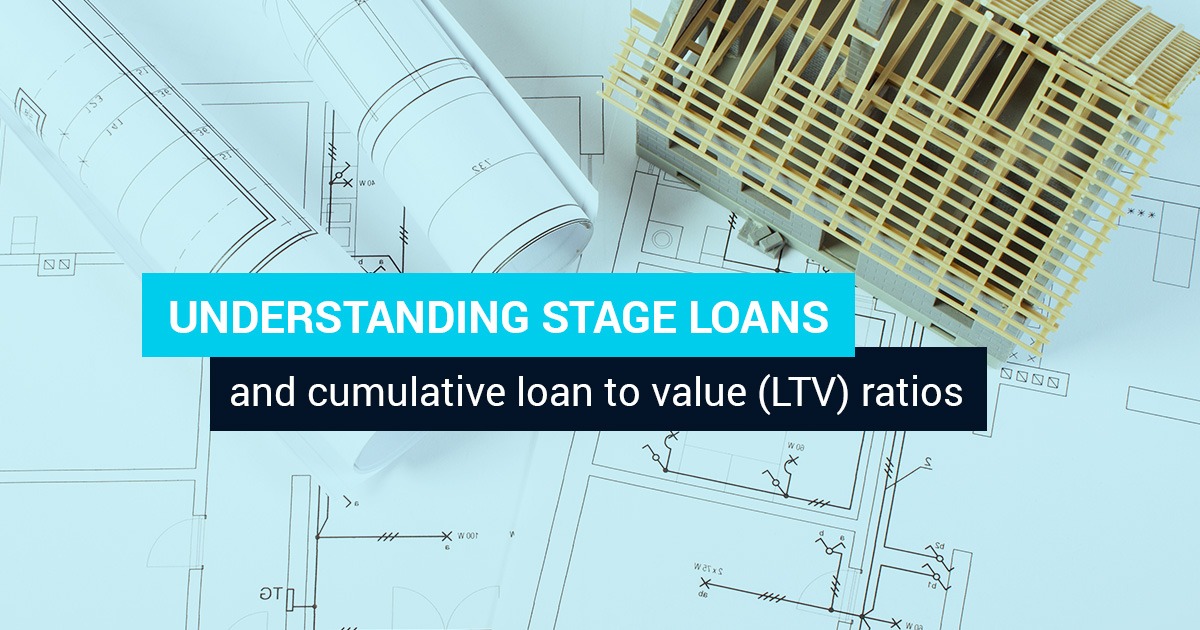 UNDERSTANDING STAGE LOANS
and cumulative loan to value (LTV) ratios